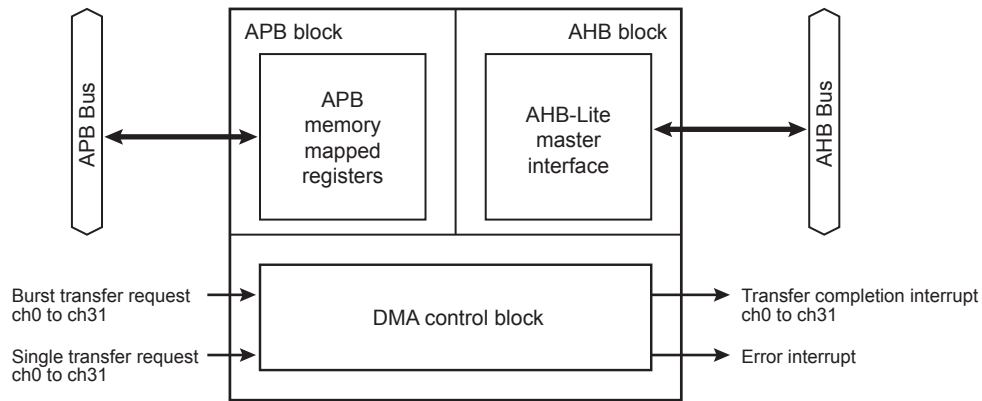 APB block
AHB block
APB Bus
APB
memory
mapped
registers
AHB-Lite
master
interface
AHB Bus
Burst transfer request
ch0 to ch31
Single transfer request
ch0 to ch31
DMA control block
Transfer completion interrupt
ch0 to ch31
Error interrupt